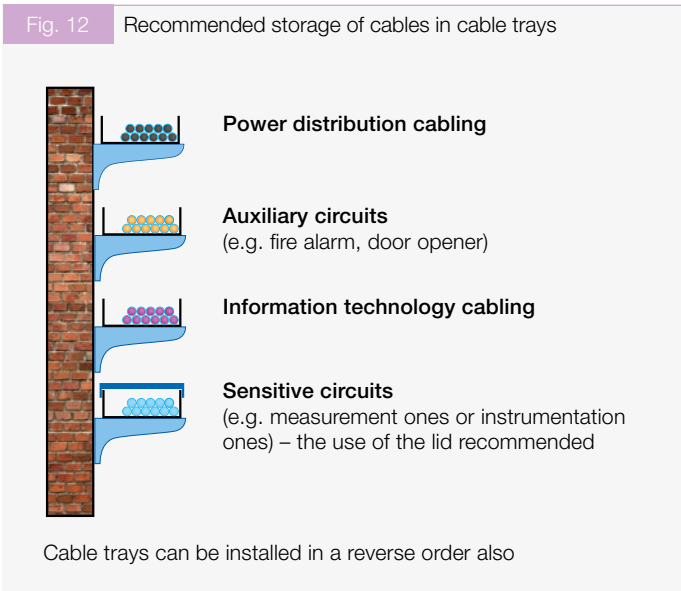 Fig. 12
Recommended storage of cables in cable trays
Power distribution cabling
Auxiliary circuits
(e.g. fire alarm, door opener)
Information technology cabling
Sensitive circuits
(e.g. measurement ones or instrumentation
ones) – the use of the lid recommended
Cable trays can be installed in a reverse order also